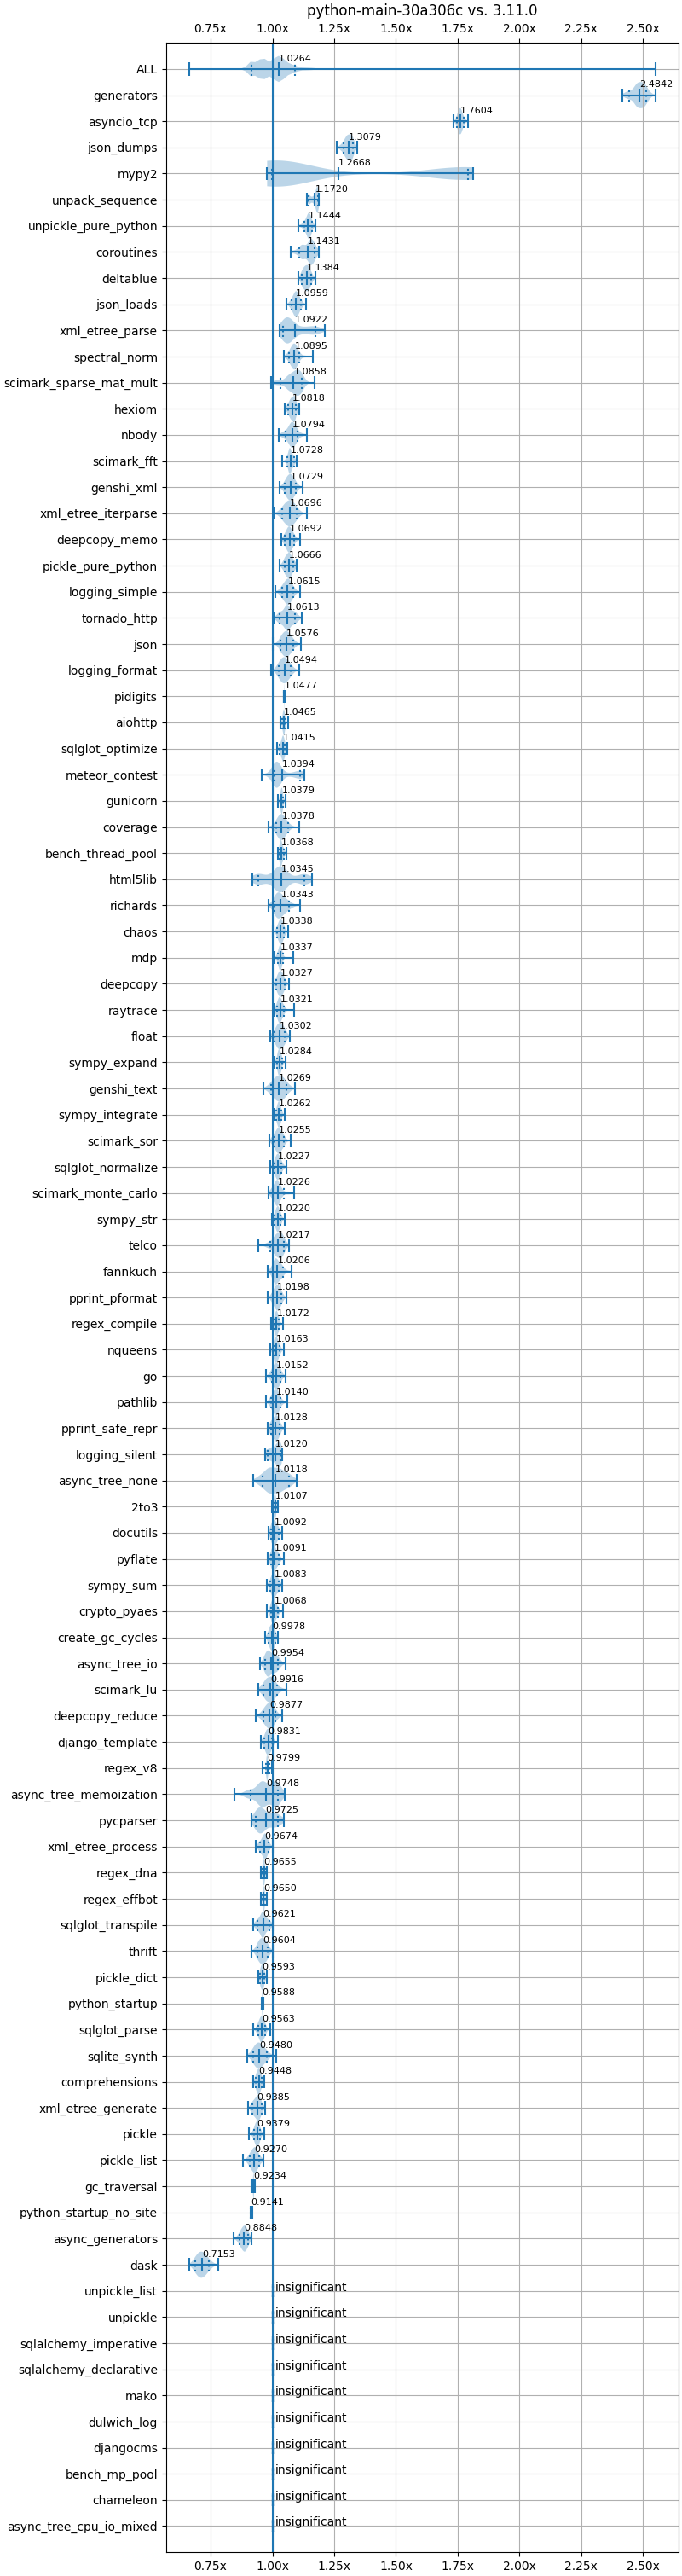 python-main-30a306c vs. 3.11.0
0.75x 1.00x 1.25x 1.50x 1.75x 2.00x 2.25x 2.50x
ALL 1.0264
generators 2.4842
asyncio_tcp 1.7604
json_dumps 1.3079
mypy2 1.2668
unpack_sequence 1.1720
unpickle_pure_python 1.1444
coroutines 1.1431
deltablue 1.1384
json_loads 1.0959
xml_etree_parse 1.0922
spectral_norm 1.0895
scimark_sparse_mat_mult 1.0858
hexiom 1.0818
nbody 1.0794
scimark_fft 1.0728
genshi_xml 1.0729
xml_etree_iterparse 1.0696
deepcopy_memo 1.0692
pickle_pure_python 1.0666
logging_simple 1.0615
tornado_http 1.0613
json 1.0576
logging_format 1.0494
pidigits 1.0477
aiohttp 1.0465
sqlglot_optimize 1.0415
meteor_contest 1.0394
gunicorn 1.0379
coverage 1.0378
bench_thread_pool 1.0368
html5lib 1.0345
richards 1.0343
chaos 1.0338
mdp 1.0337
deepcopy 1.0327
raytrace 1.0321
float 1.0302
sympy_expand 1.0284
genshi_text 1.0269
sympy_integrate 1.0262
scimark_sor 1.0255
sqlglot_normalize 1.0227
scimark_monte_carlo 1.0226
sympy_str 1.0220
telco 1.0217
fannkuch 1.0206
pprint_pformat 1.0198
regex_compile 1.0172
nqueens 1.0163
go 1.0152
pathlib 1.0140
pprint_safe_repr 1.0128
logging_silent 1.0120
async_tree_none 1.0118
2to3 1.0107
docutils 1.0092
pyflate 1.0091
sympy_sum 1.0083
crypto_pyaes 1.0068
create_gc_cycles 0.9978
async_tree_io 0.9954
scimark_lu 0.9916
deepcopy_reduce 0.9877
django_template 0.9831
regex_v8 0.9799
async_tree_memoization 0.9748
pycparser 0.9725
xml_etree_process 0.9674
regex_dna 0.9655
regex_effbot 0.9650
sqlglot_transpile 0.9621
thrift 0.9604
pickle_dict 0.9593
python_startup 0.9588
sqlglot_parse 0.9563
sqlite_synth 0.9480
comprehensions 0.9448
xml_etree_generate 0.9385
pickle 0.9379
pickle_list 0.9270
gc_traversal 0.9234
python_startup_no_site 0.9141
async_generators 0.8848
dask 0.7153
unpickle_list insignificant
unpickle insignificant
sqlalchemy_imperative insignificant
sqlalchemy_declarative insignificant
mako insignificant
dulwich_log insignificant
djangocms insignificant
bench_mp_pool insignificant
chameleon insignificant
async_tree_cpu_io_mixed insignificant
0.75x 1.00x 1.25x 1.50x 1.75x 2.00x 2.25x 2.50x